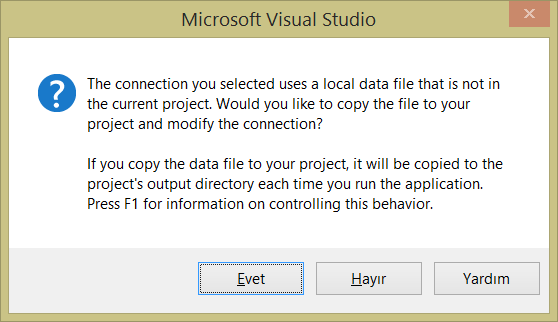 Microsoft Visual Studio
The connection you selected uses a local data file that is not in
the current project. Would you like to copy the file to your
project and modify the connection?
If you copy the data file to your project, it will be copied to the
project's output directory each time you run the application.
Press F1 for information on controlling this behavior.
Evet
Hayır
Yardım